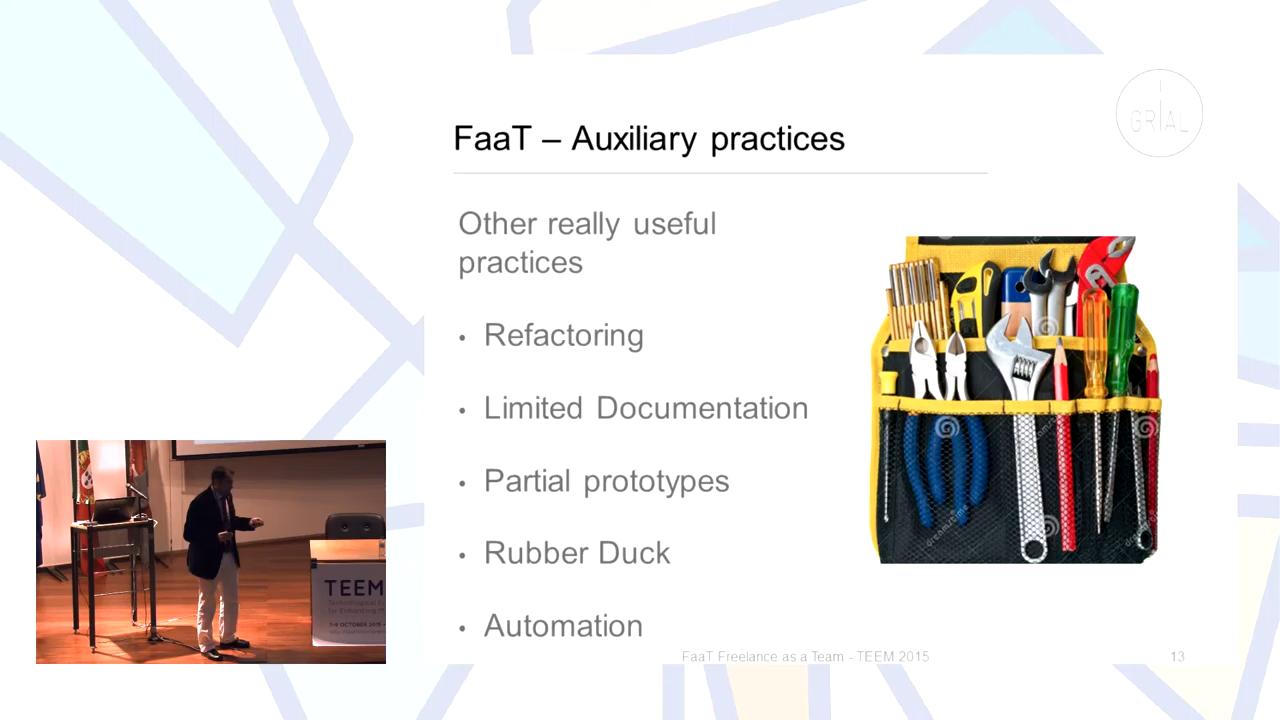 GRIAL
FaaT – Auxiliary practices
Other really useful
practices
• Refactoring
• Limited Documentation
• Partial prototypes
• Rubber Duck
• Automation
TEEM
FaaT Freelance as a Team - TEEM 2015
13